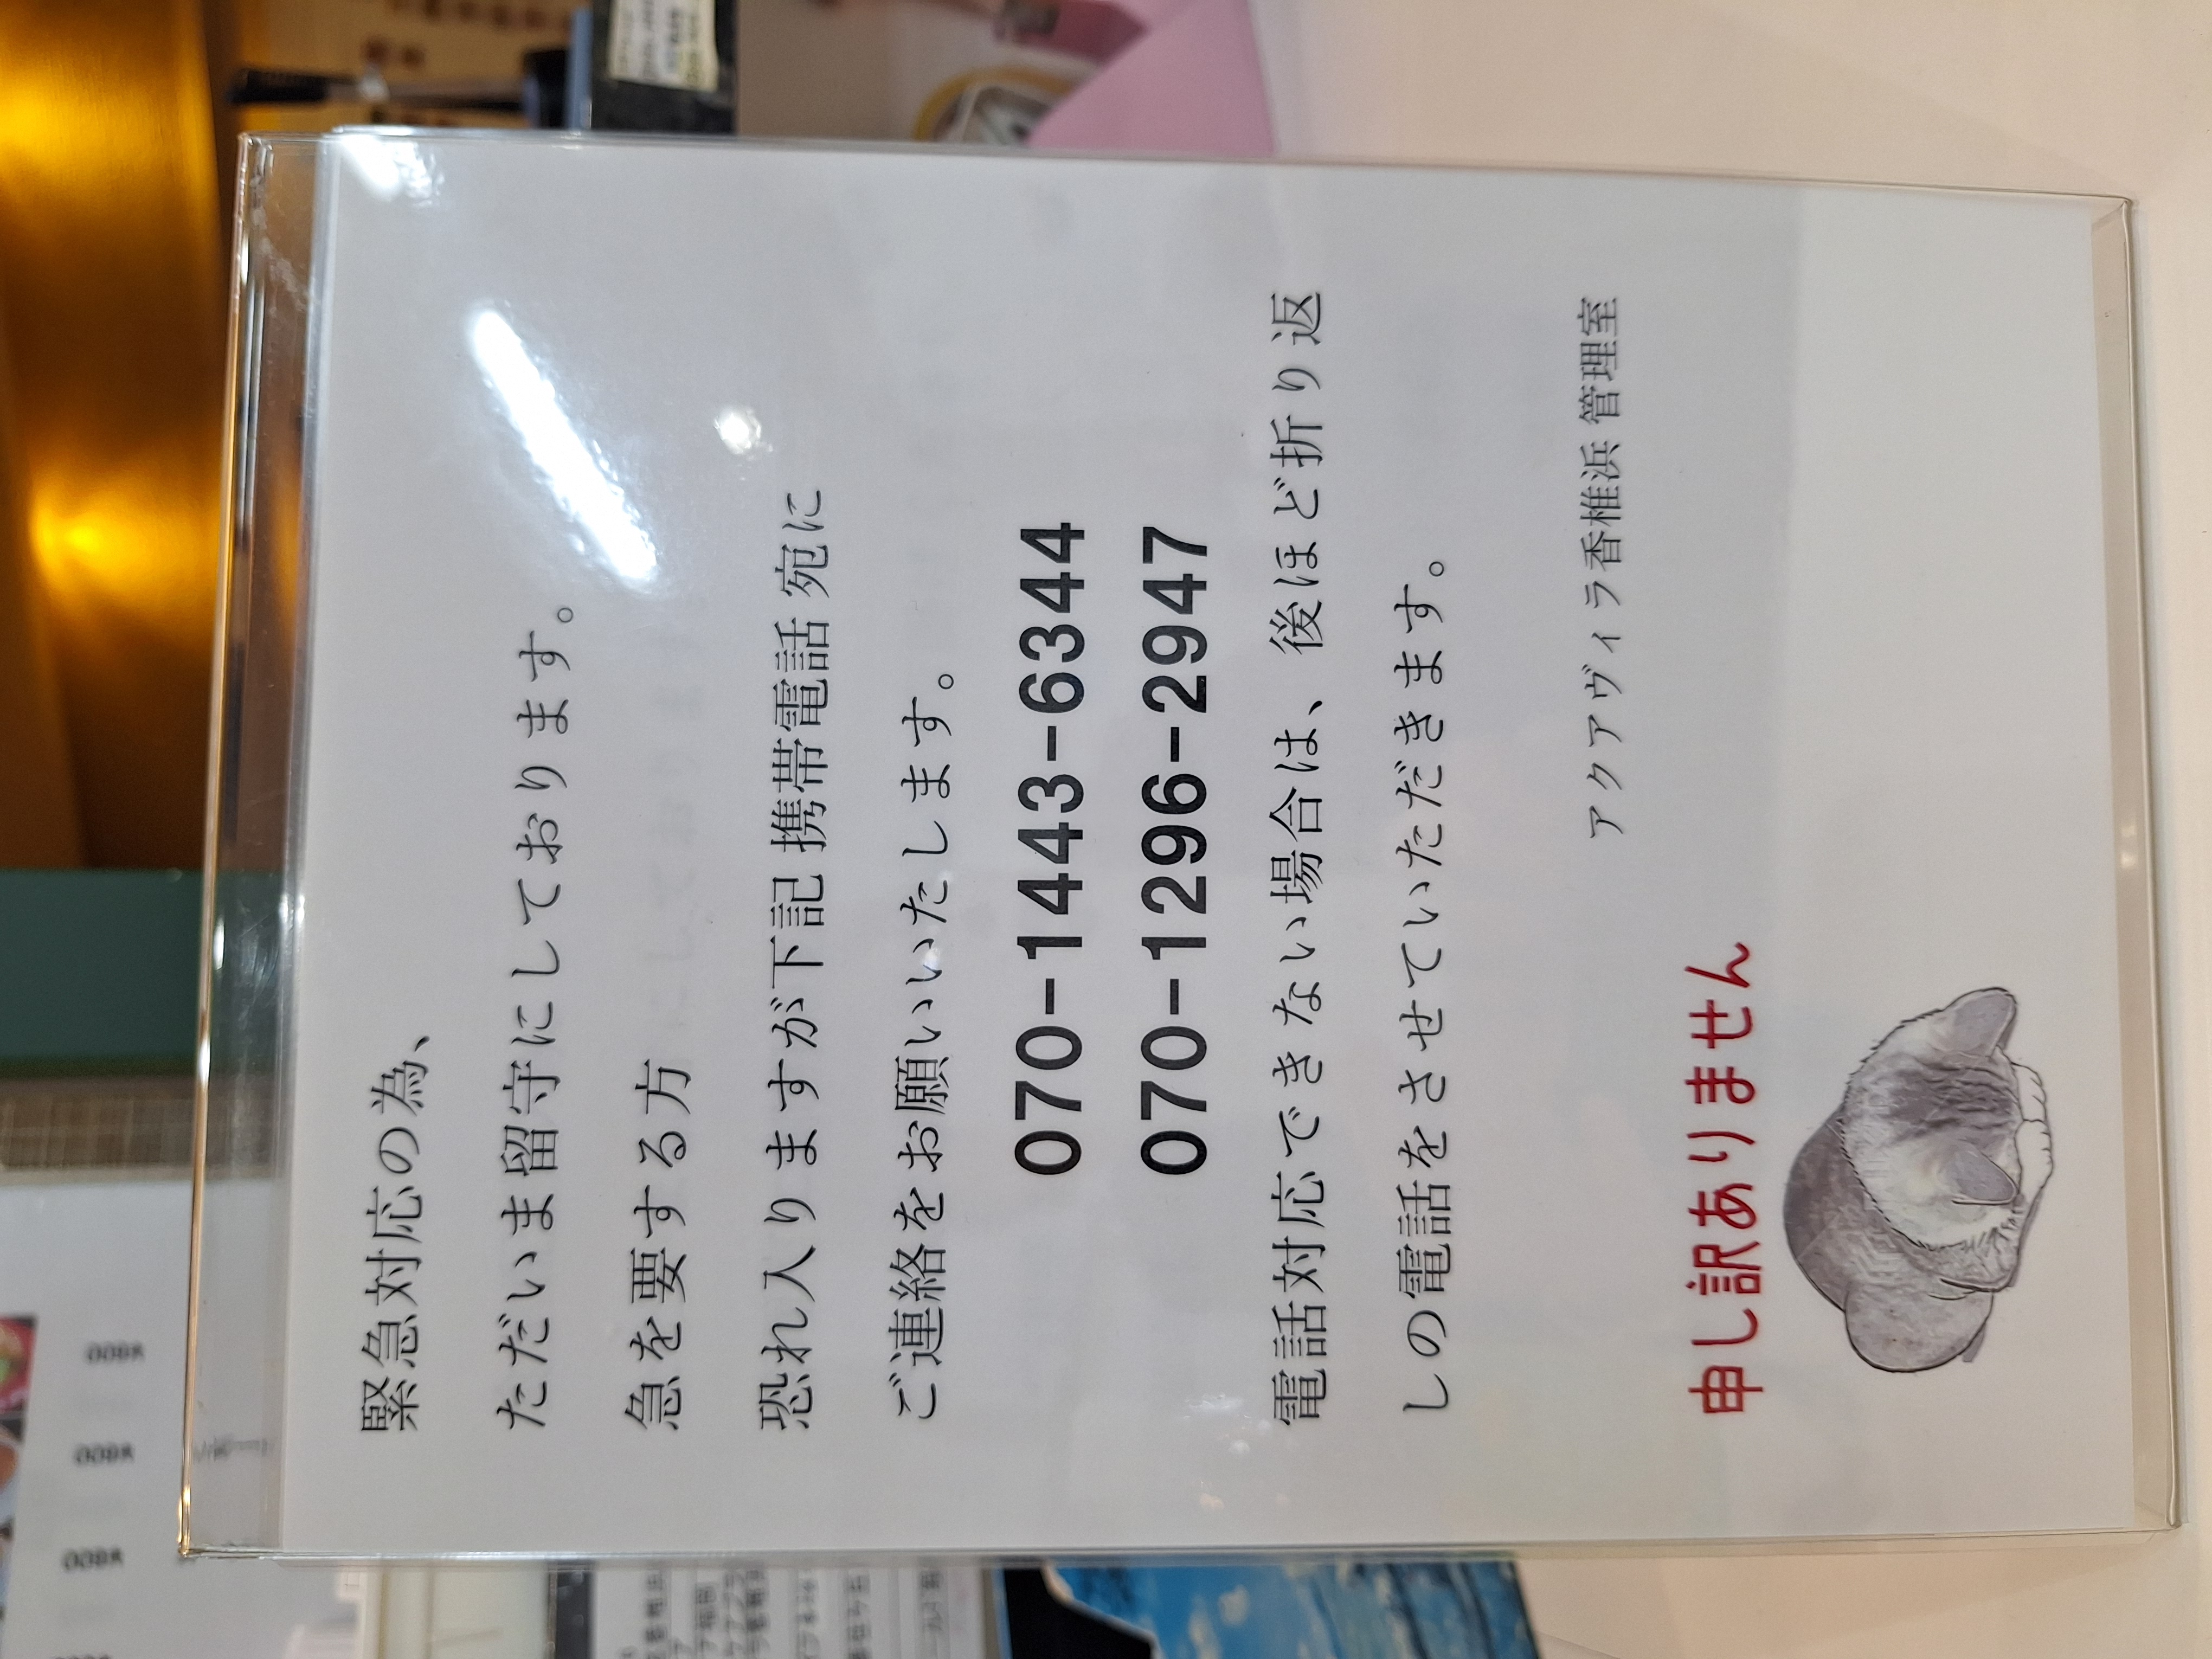 緊急対応の為、
ただいま留守にしております。
急を要する方
恐れ入りますが下記 携帯電話 宛に
ご連絡をお願いいたします。
070-1443-6344
070-1296-2947
電話対応できない場合は、後ほど折り返
しの電話をさせていただきます。
アクアヴィラ香椎浜 管理室
申し訳ありません